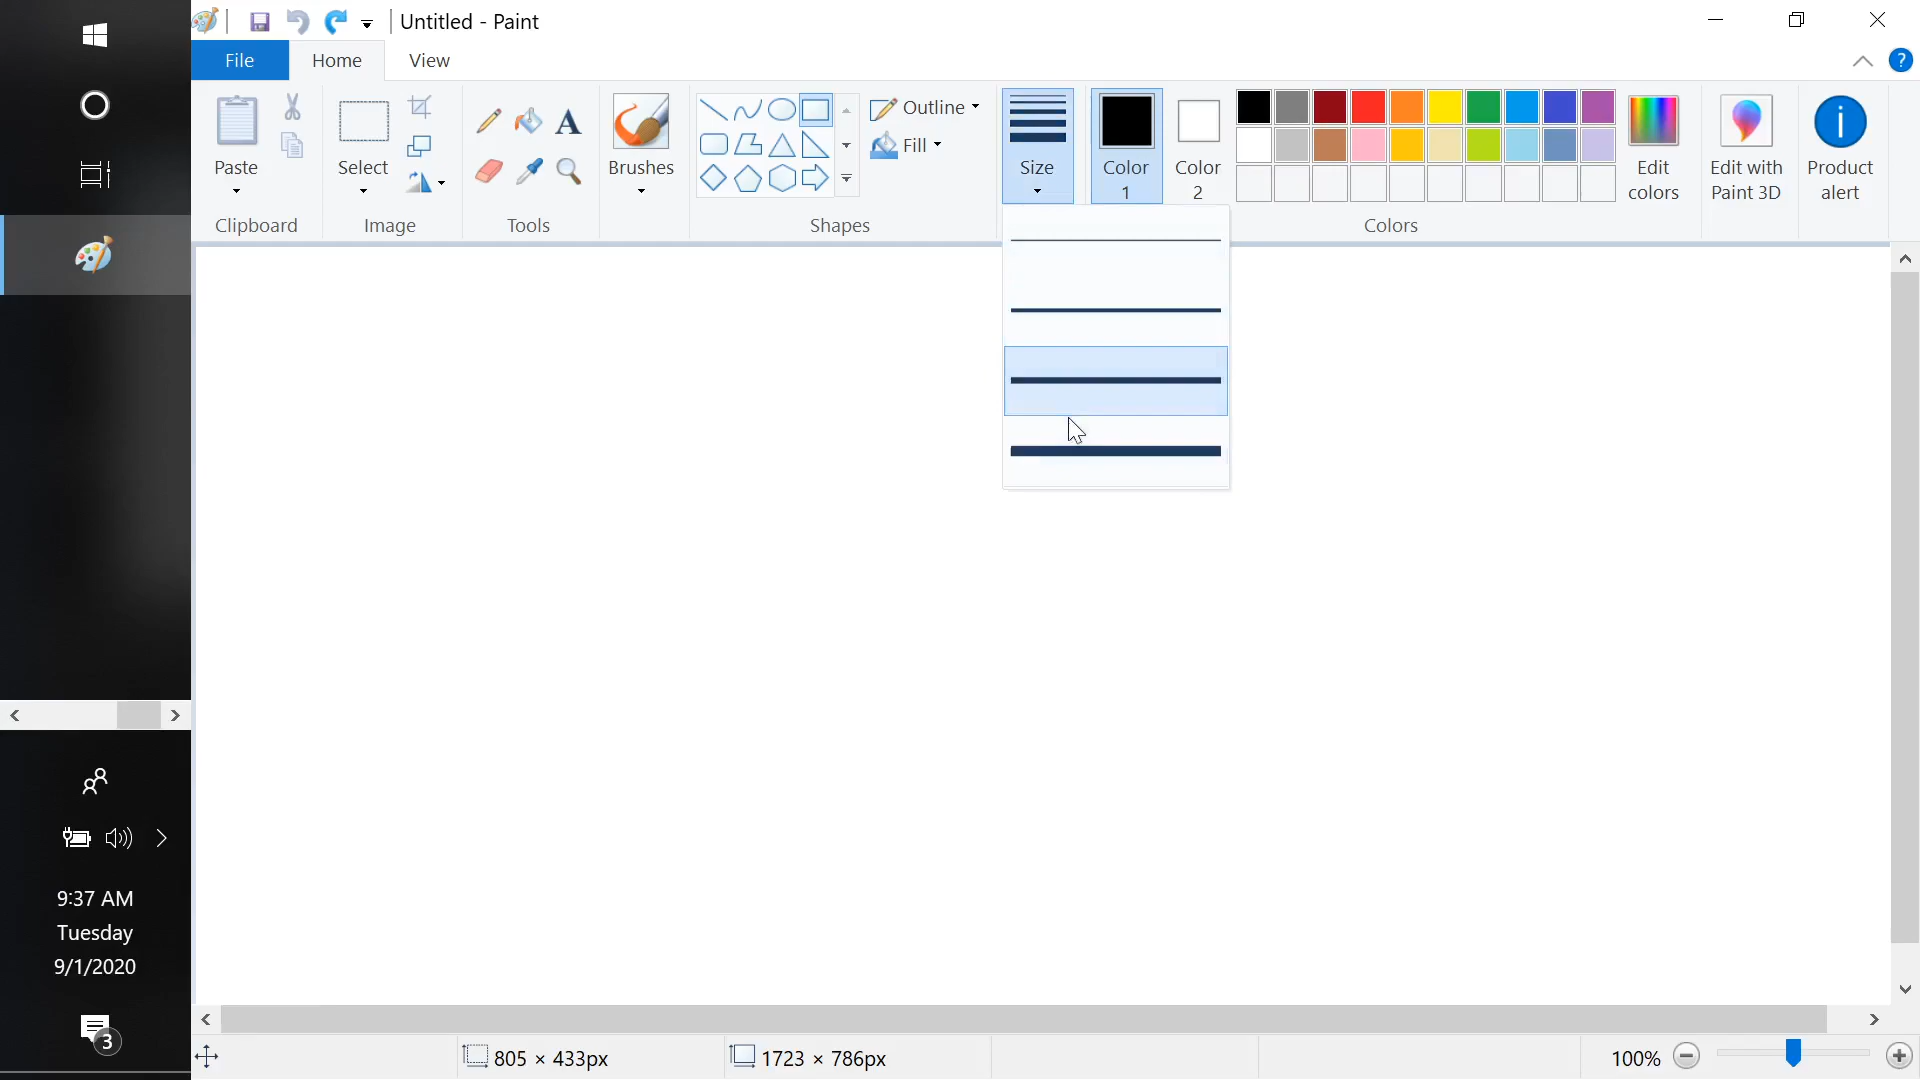 Untitled - Paint
File Home View
Paste
Clipboard
Select
Image
A
Tools
Brushes
Outline
Fill
Shapes
Size
Color
1
Color
2
Edit
colors
Colors
Edit with
Paint 3D
Product
alert
9:37 AM
Tuesday
9/1/2020
3
805 × 433px
1723 × 786px
100%